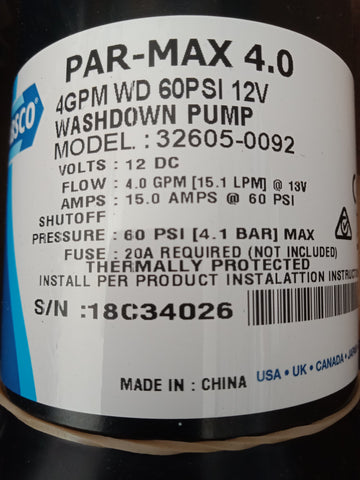 PAR-MAX 4.0
4GPM WD 60PSI 12V
WASHDOWN PUMP
MODEL. : 32605-0092
VOLTS : 12 DC
FLOW : 4.0 GPM [15.1 LPM] @ 13V
AMPS : 15.0 AMPS @ 60 PSI
SHUTOFF
PRESSURE : 60 PSI [4.1 BAR] MAX
FUSE : 20A REQUIRED (NOT INCLUDED)
THERMALLY PROTECTED
INSTALL PER PRODUCT INSTALATTION INSTRUCT
S/N :18C34026
MADE IN : CHINA
USA • UK • CANADA •